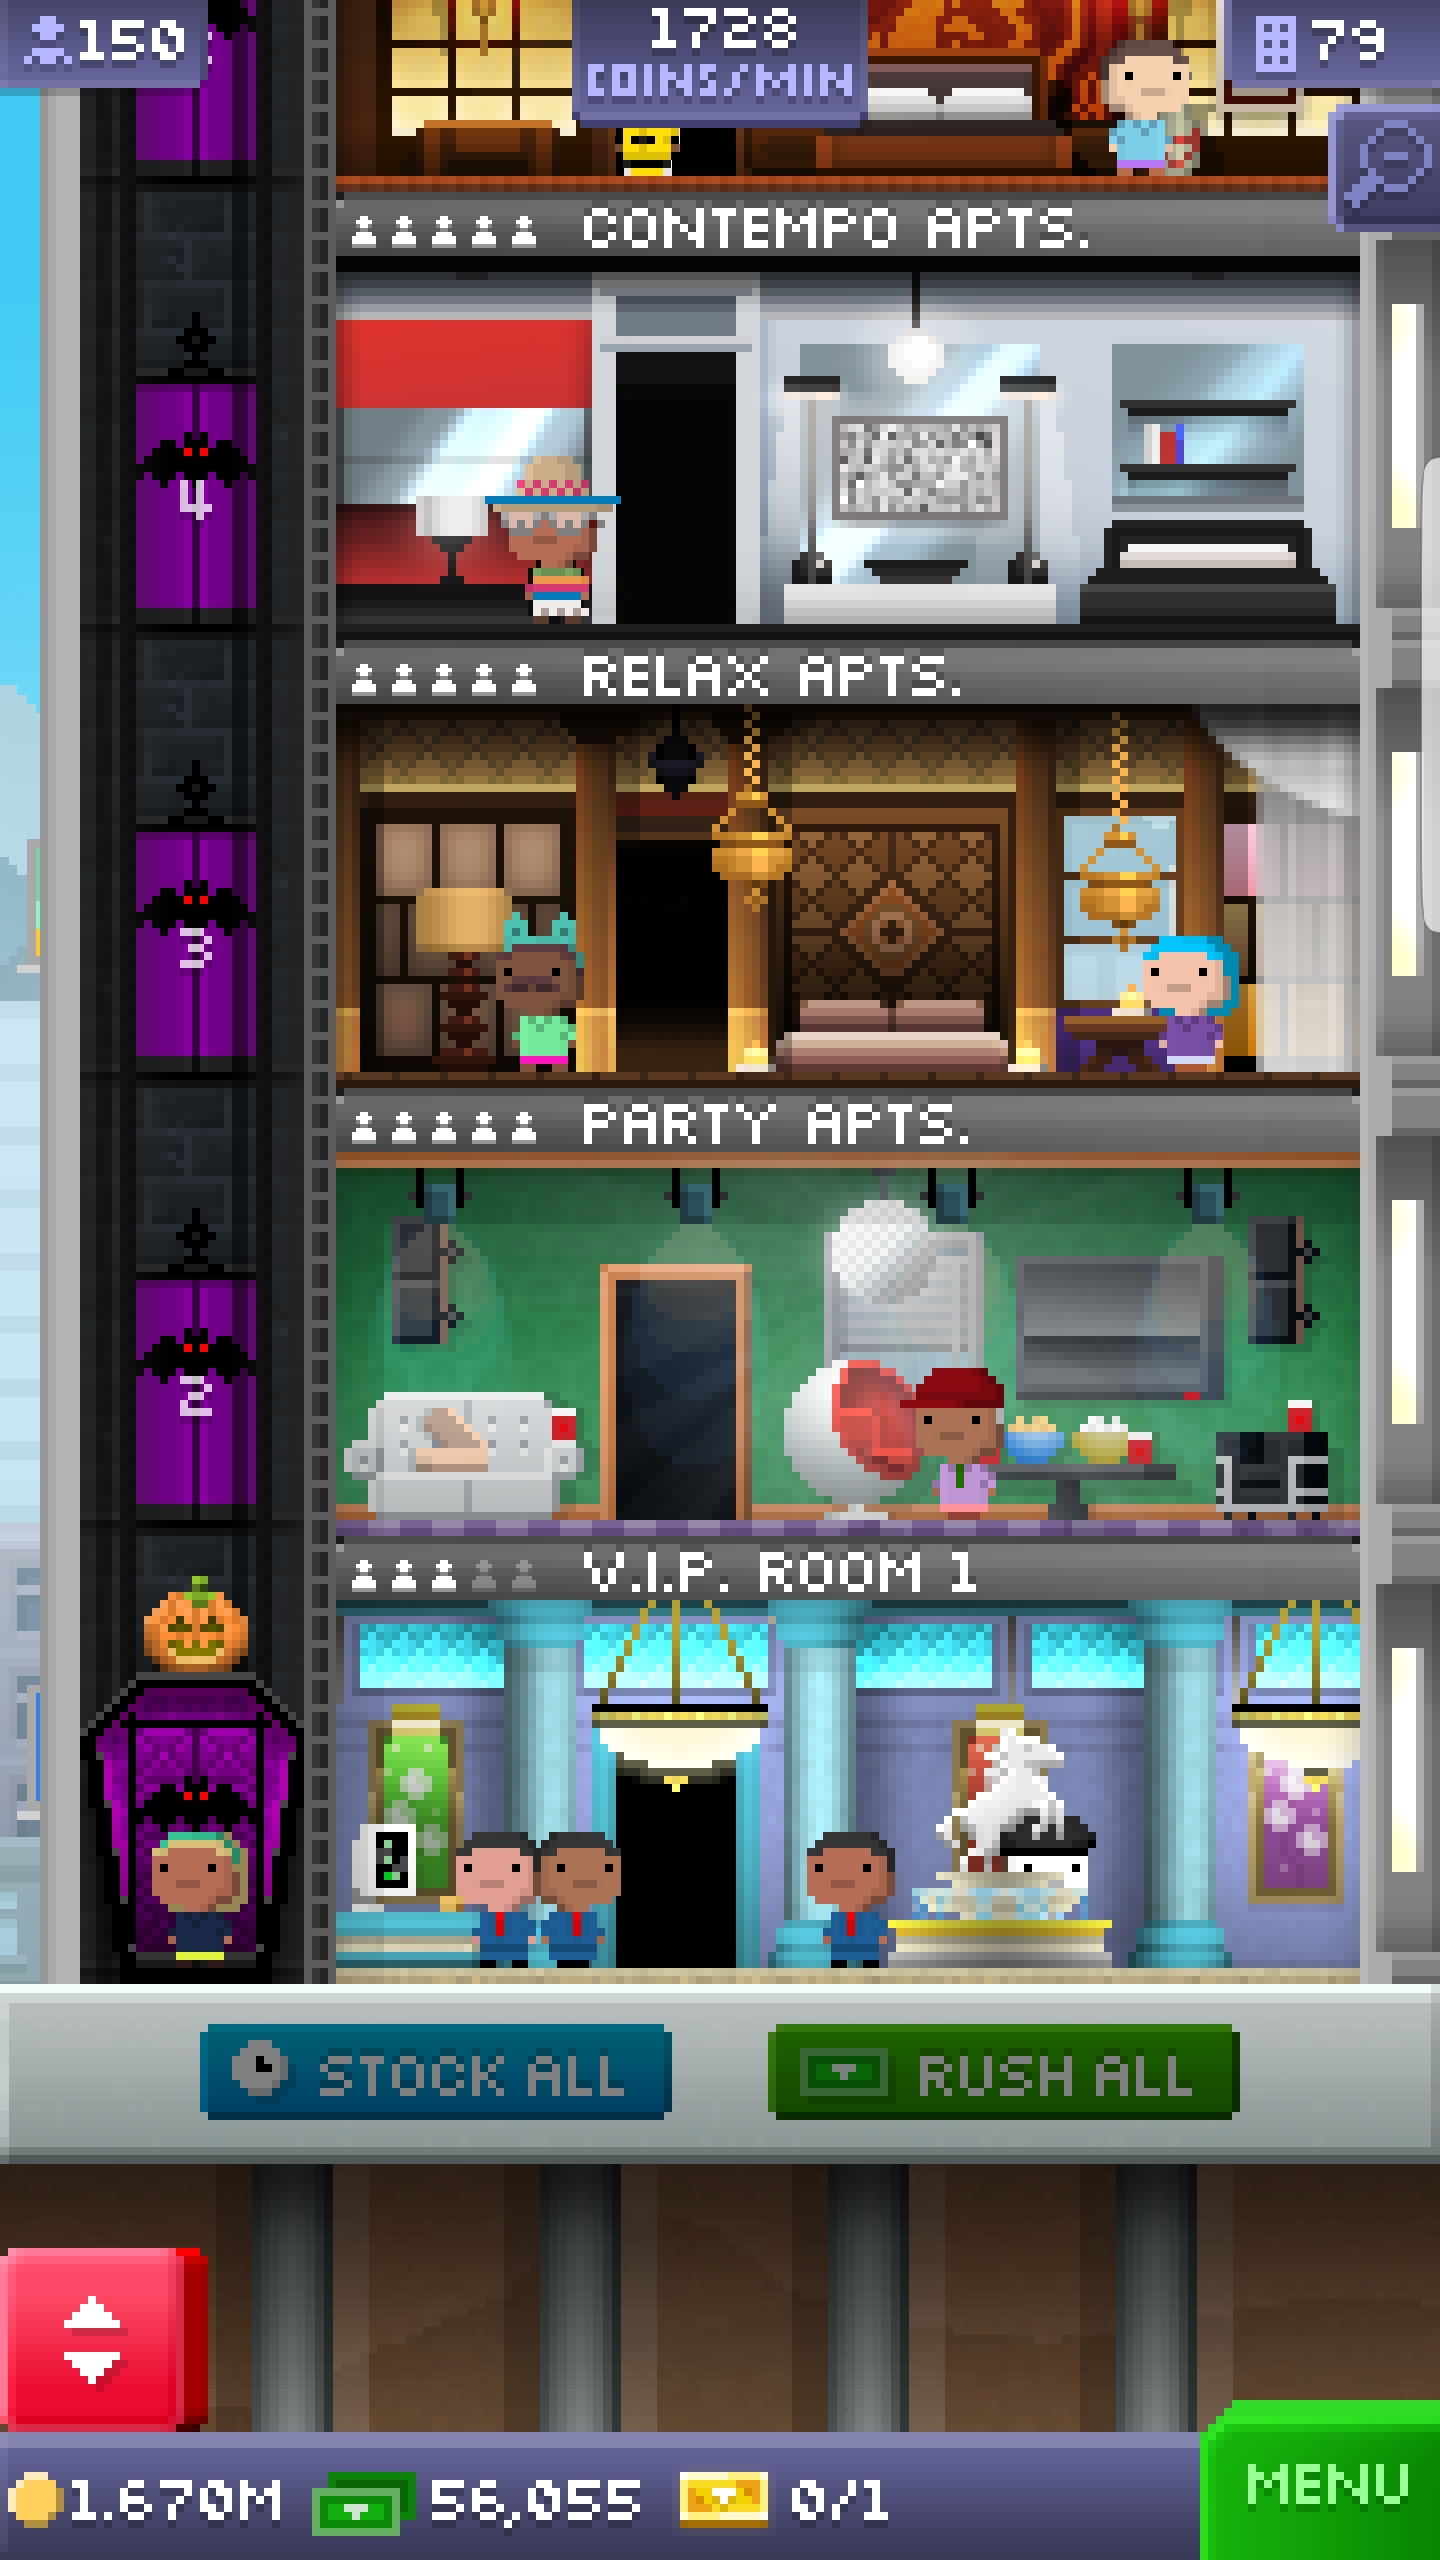 150
1728
COINS/MIN
79
CONTEMPO APTS.
4
RELAX APTS.
3
PARTY APTS.
2
V.I.P. ROOM 1
STOCK ALL
RUSH ALL
1.670M
56,055
0/1
MENU